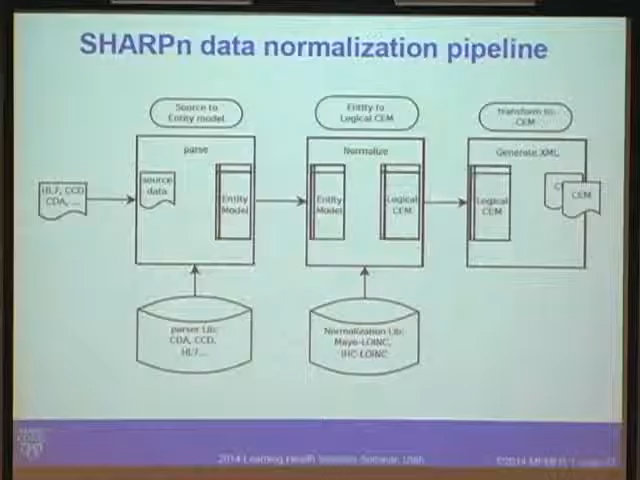 SHARPn data normalization pipeline
Source to
Entity model
Entity to
Logical CEM
Transform to
CEM
parse
Normalize
Generate XML
HL7, CCD
CDA, ...
source
data
Entity
Model
Entity
Model
Logical
CEM
Logical
CEM
CEM
parser Lib:
CDA, CCD,
HL7...
Normalization Lib:
Mayo-LOINC,
IHC-LOINC
2014 Learning Health Systems Seminar, Utah
©2014